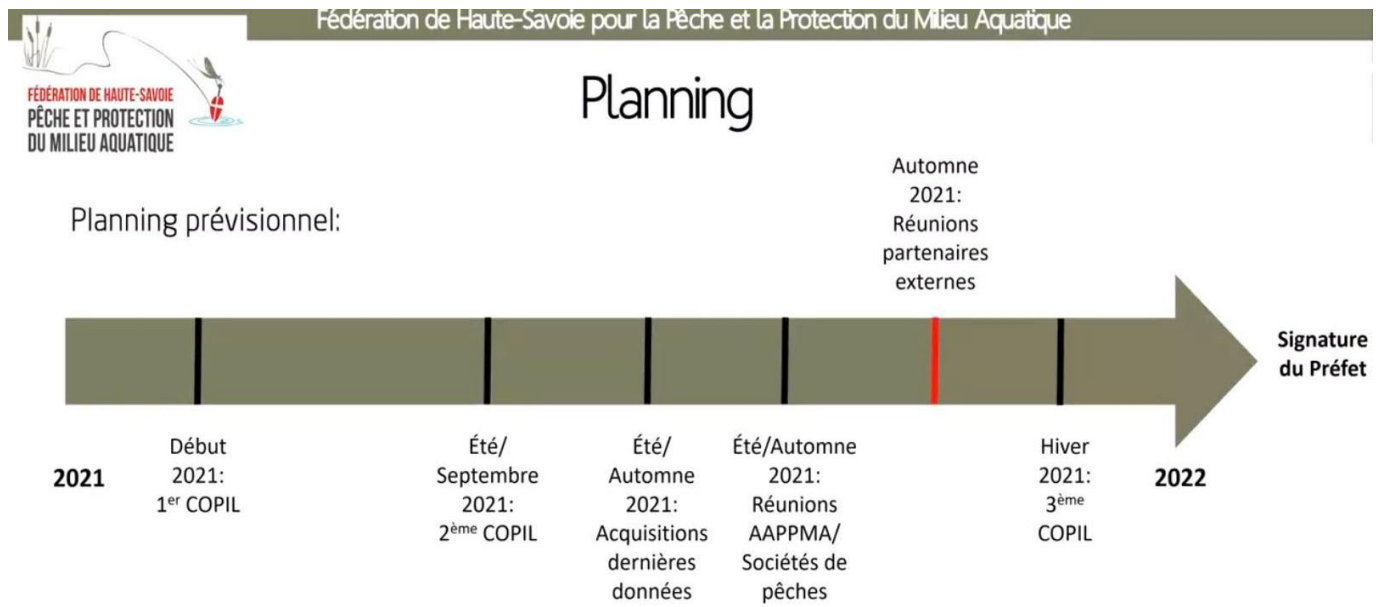 Fédération de Haute-Savoie pour la Pêche et la Protection du Milieu Aquatique
FÉDÉRATION DE HAUTE-SAVOIE
PÊCHE ET PROTECTION
DU MILIEU AQUATIQUE
Planning
Planning prévisionnel:
Automne
2021:
Réunions
partenaires
externes
Signature
du Préfet
2021
Début
2021:
1er COPIL
Été/
Septembre
2021:
2ème COPIL
Été/
Automne
2021:
Acquisitions
dernières
données
Été/Automne
2021:
Réunions
AAPPMA/
Sociétés de
pêches
Hiver
2021:
3ème
COPIL
2022